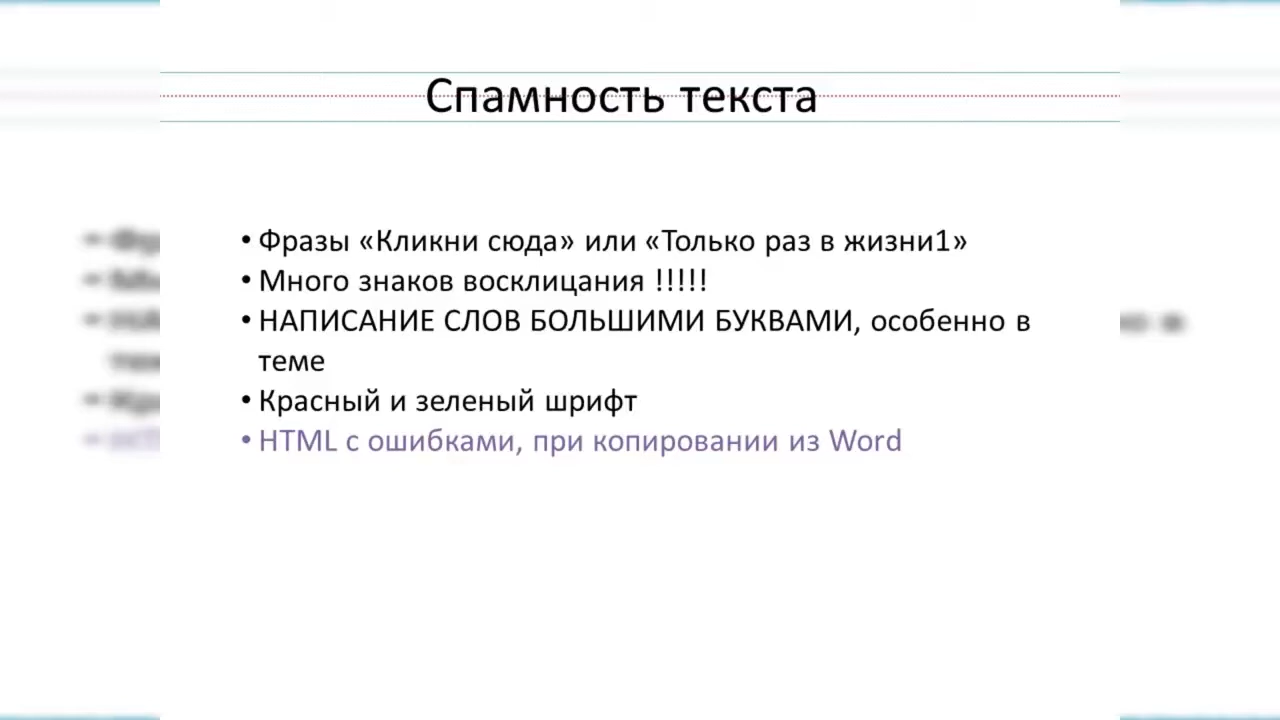 Спамность текста
• Фразы «Кликни сюда» или «Только раз в жизни1»
• Много знаков восклицания !!!!!
• НАПИСАНИЕ СЛОВ БОЛЬШИМИ БУКВАМИ, особенно в
теме
• Красный и зеленый шрифт
• HTML с ошибками, при копировании из Word